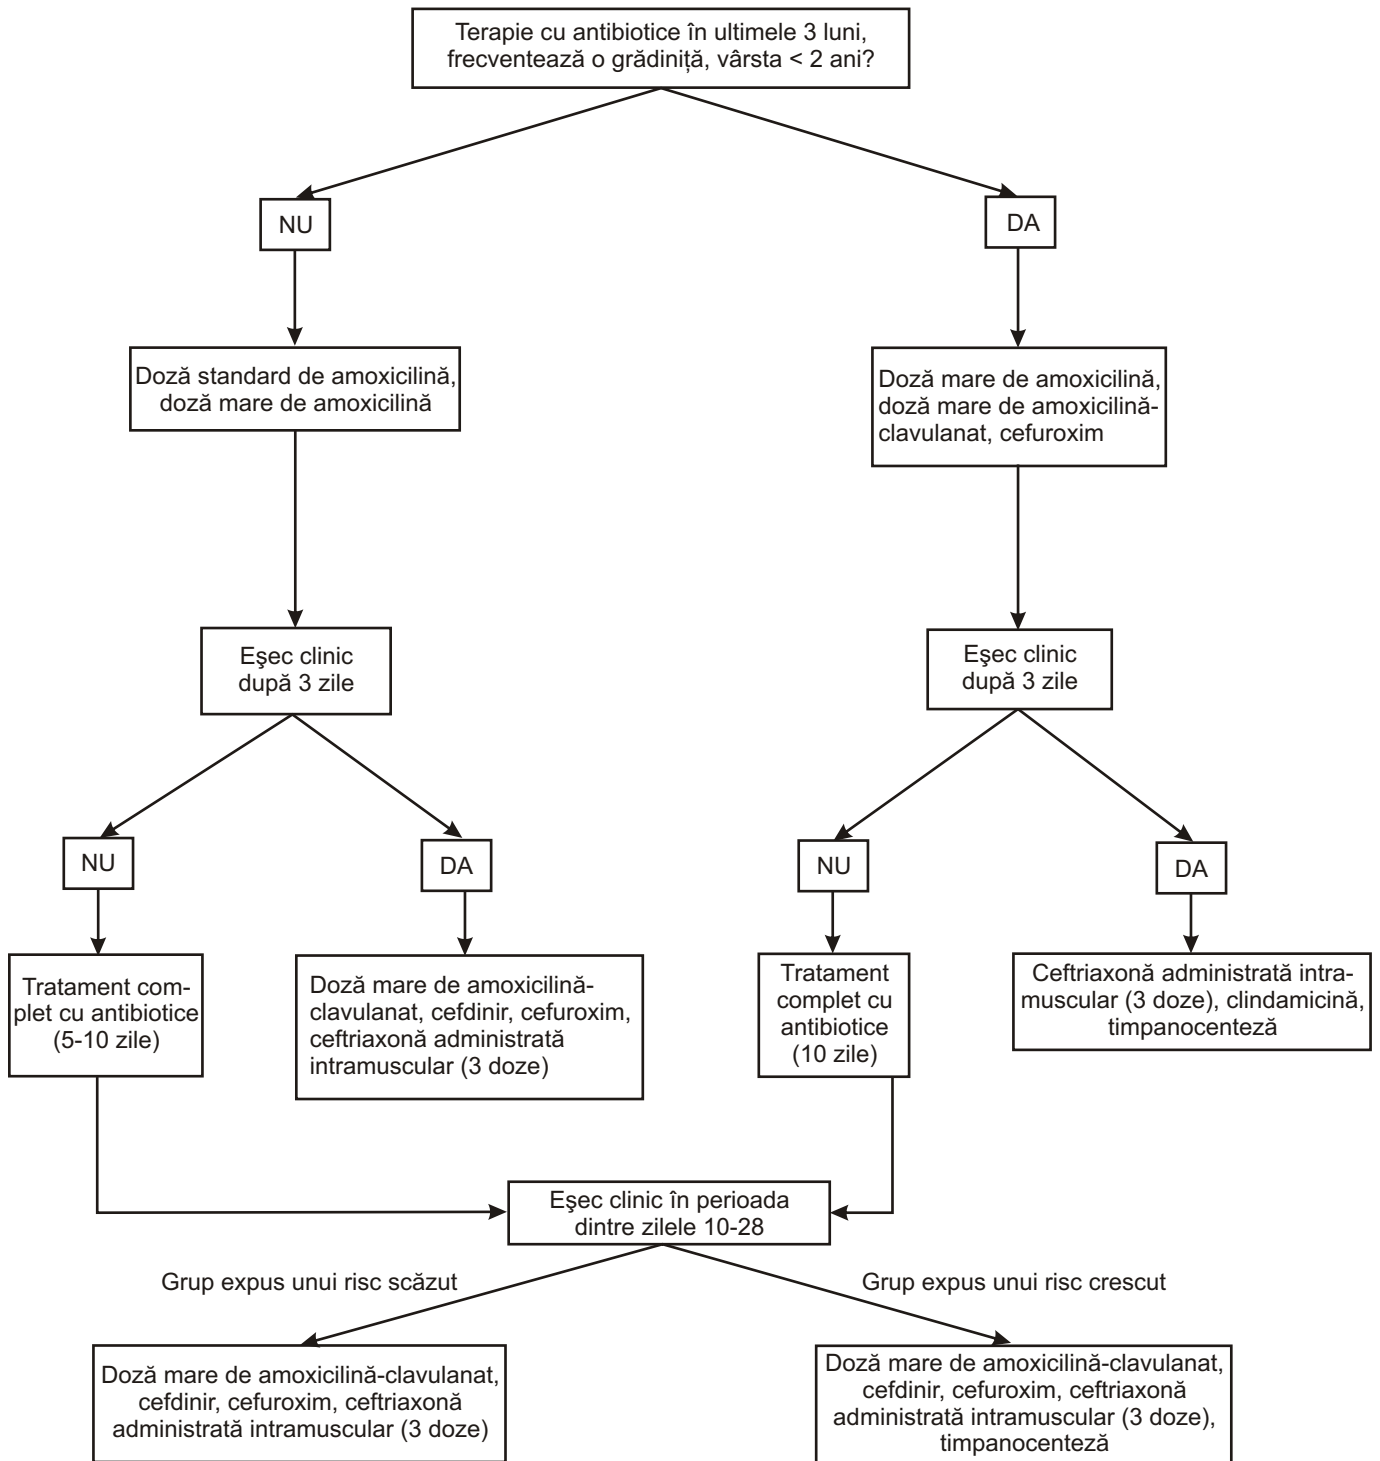 Terapie cu antibiotice în ultimele 3 luni,
frecventează o grădiniță, vârsta < 2 ani?
NU
DA
Doză standard de amoxicilină,
doză mare de amoxicilină
Doză mare de amoxicilină,
doză mare de amoxicilină-
clavulanat, cefuroxim
Eşec clinic
după 3 zile
Eşec clinic
după 3 zile
NU
DA
NU
DA
Tratament com-
plet cu antibiotice
(5-10 zile)
Doză mare de amoxicilină-
clavulanat, cefdinir, cefuroxim,
ceftriaxonă administrată
intramuscular (3 doze)
Tratament
complet cu
antibiotice
(10 zile)
Ceftriaxonă administrată intra-
muscular (3 doze), clindamicină,
timpanocenteză
Eşec clinic în perioada
dintre zilele 10-28
Grup expus unui risc scăzut
Grup expus unui risc crescut
Doză mare de amoxicilină-clavulanat,
cefdinir, cefuroxim, ceftriaxonă
administrată intramuscular (3 doze)
Doză mare de amoxicilină-clavulanat,
cefdinir, cefuroxim, ceftriaxonă
administrată intramuscular (3 doze),
timpanocenteză